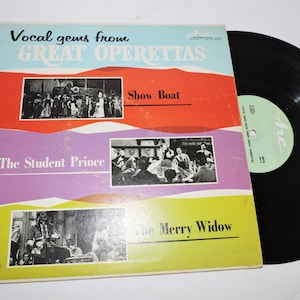 Vocal gems from
GREAT OPERETTAS
Show Boat
The Student Prince
The Merry Widow